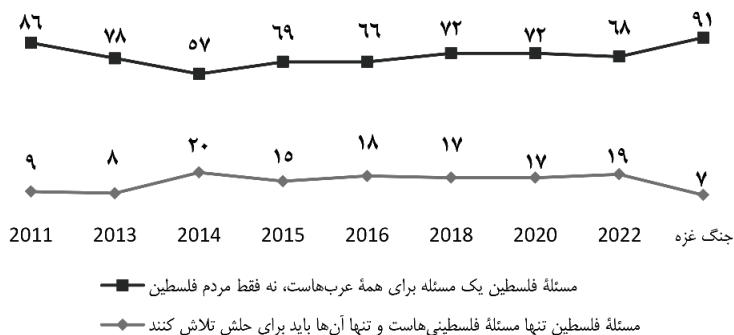 ۸۶ ۷۸ ۵۷ ۶۹ ۶۶ ۷۲ ۷۲ ۶۸ ۹۱
۹ ۸ ۲۰ ۱۵ ۱۸ ۱۷ ۱۷ ۱۹ ۷
2011 2013 2014 2015 2016 2018 2020 2022 جنگ غزه
مسئلهٔ فلسطین یک مسئله برای همهٔ عرب‌هاست، نه فقط مردم فلسطین
مسئلهٔ فلسطین تنها مسئلهٔ فلسطینی‌هاست و تنها آن‌ها باید برای حلش تلاش کنند